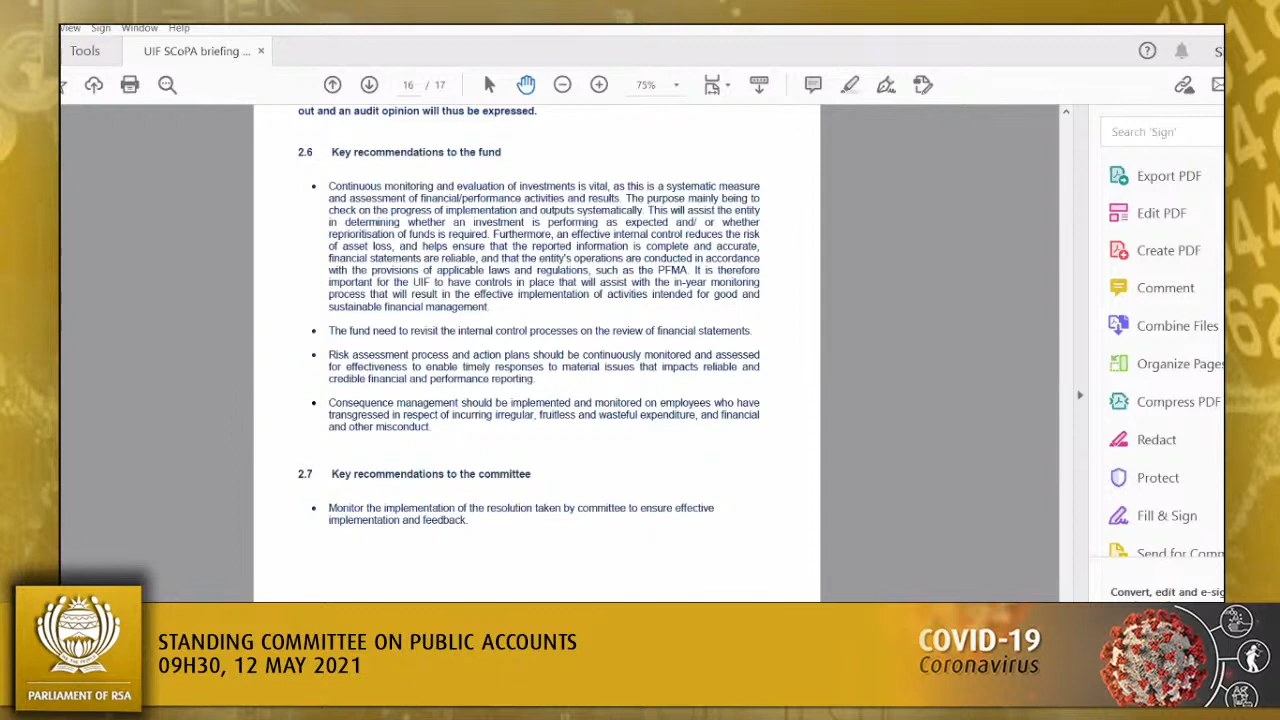 View Sign Window Help
Tools
UIF SCoPA briefing ... ×
16 / 17
75%
out and an audit opinion will thus be expressed.
2.6 Key recommendations to the fund
• Continuous monitoring and evaluation of investments is vital, as this is a systematic measure
and assessment of financial/performance activities and results. The purpose mainly being to
check on the progress of implementation and outputs systematically. This will assist the entity
in determining whether an investment is performing as expected and/ or whether
reprioritisation of funds is required. Furthermore, an effective internal control reduces the risk
of asset loss, and helps ensure that the reported information is complete and accurate,
financial statements are reliable, and that the entity's operations are conducted in accordance
with the provisions of applicable laws and regulations, such as the PFMA. It is therefore
important for the UIF to have controls in place that will assist with the in-year monitoring
process that will result in the effective implementation of activities intended for good and
sustainable financial management.
• The fund need to revisit the internal control processes on the review of financial statements.
• Risk assessment process and action plans should be continuously monitored and assessed
for effectiveness to enable timely responses to material issues that impacts reliable and
credible financial and performance reporting.
• Consequence management should be implemented and monitored on employees who have
transgressed in respect of incurring irregular, fruitless and wasteful expenditure, and financial
and other misconduct.
2.7 Key recommendations to the committee
• Monitor the implementation of the resolution taken by committee to ensure effective
implementation and feedback.
Search 'Sign'
Export PDF
Edit PDF
Create PDF
Comment
Combine Files
Organize Pages
Compress PDF
Redact
Protect
Fill & Sign
Send for Comm
Convert, edit and e-sig
STANDING COMMITTEE ON PUBLIC ACCOUNTS
09H30, 12 MAY 2021
PARLIAMENT OF RSA
COVID-19
Coronavirus